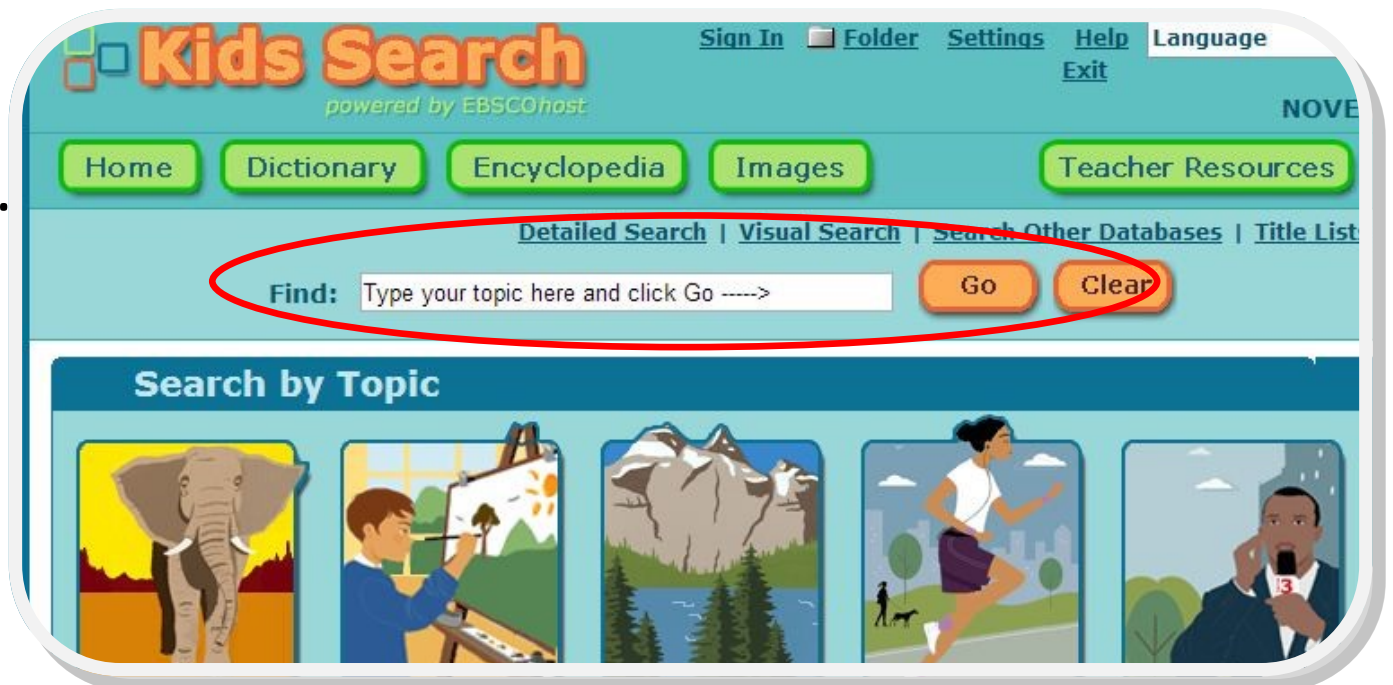 Kids Search
powered by EBSCOhost
Sign In Folder Settings Help Language
Exit
NOVE
Home Dictionary Encyclopedia Images Teacher Resources
Detailed Search | Visual Search | Search Other Databases | Title List
Find: Type your topic here and click Go -----> Go Clear
Search by Topic
3